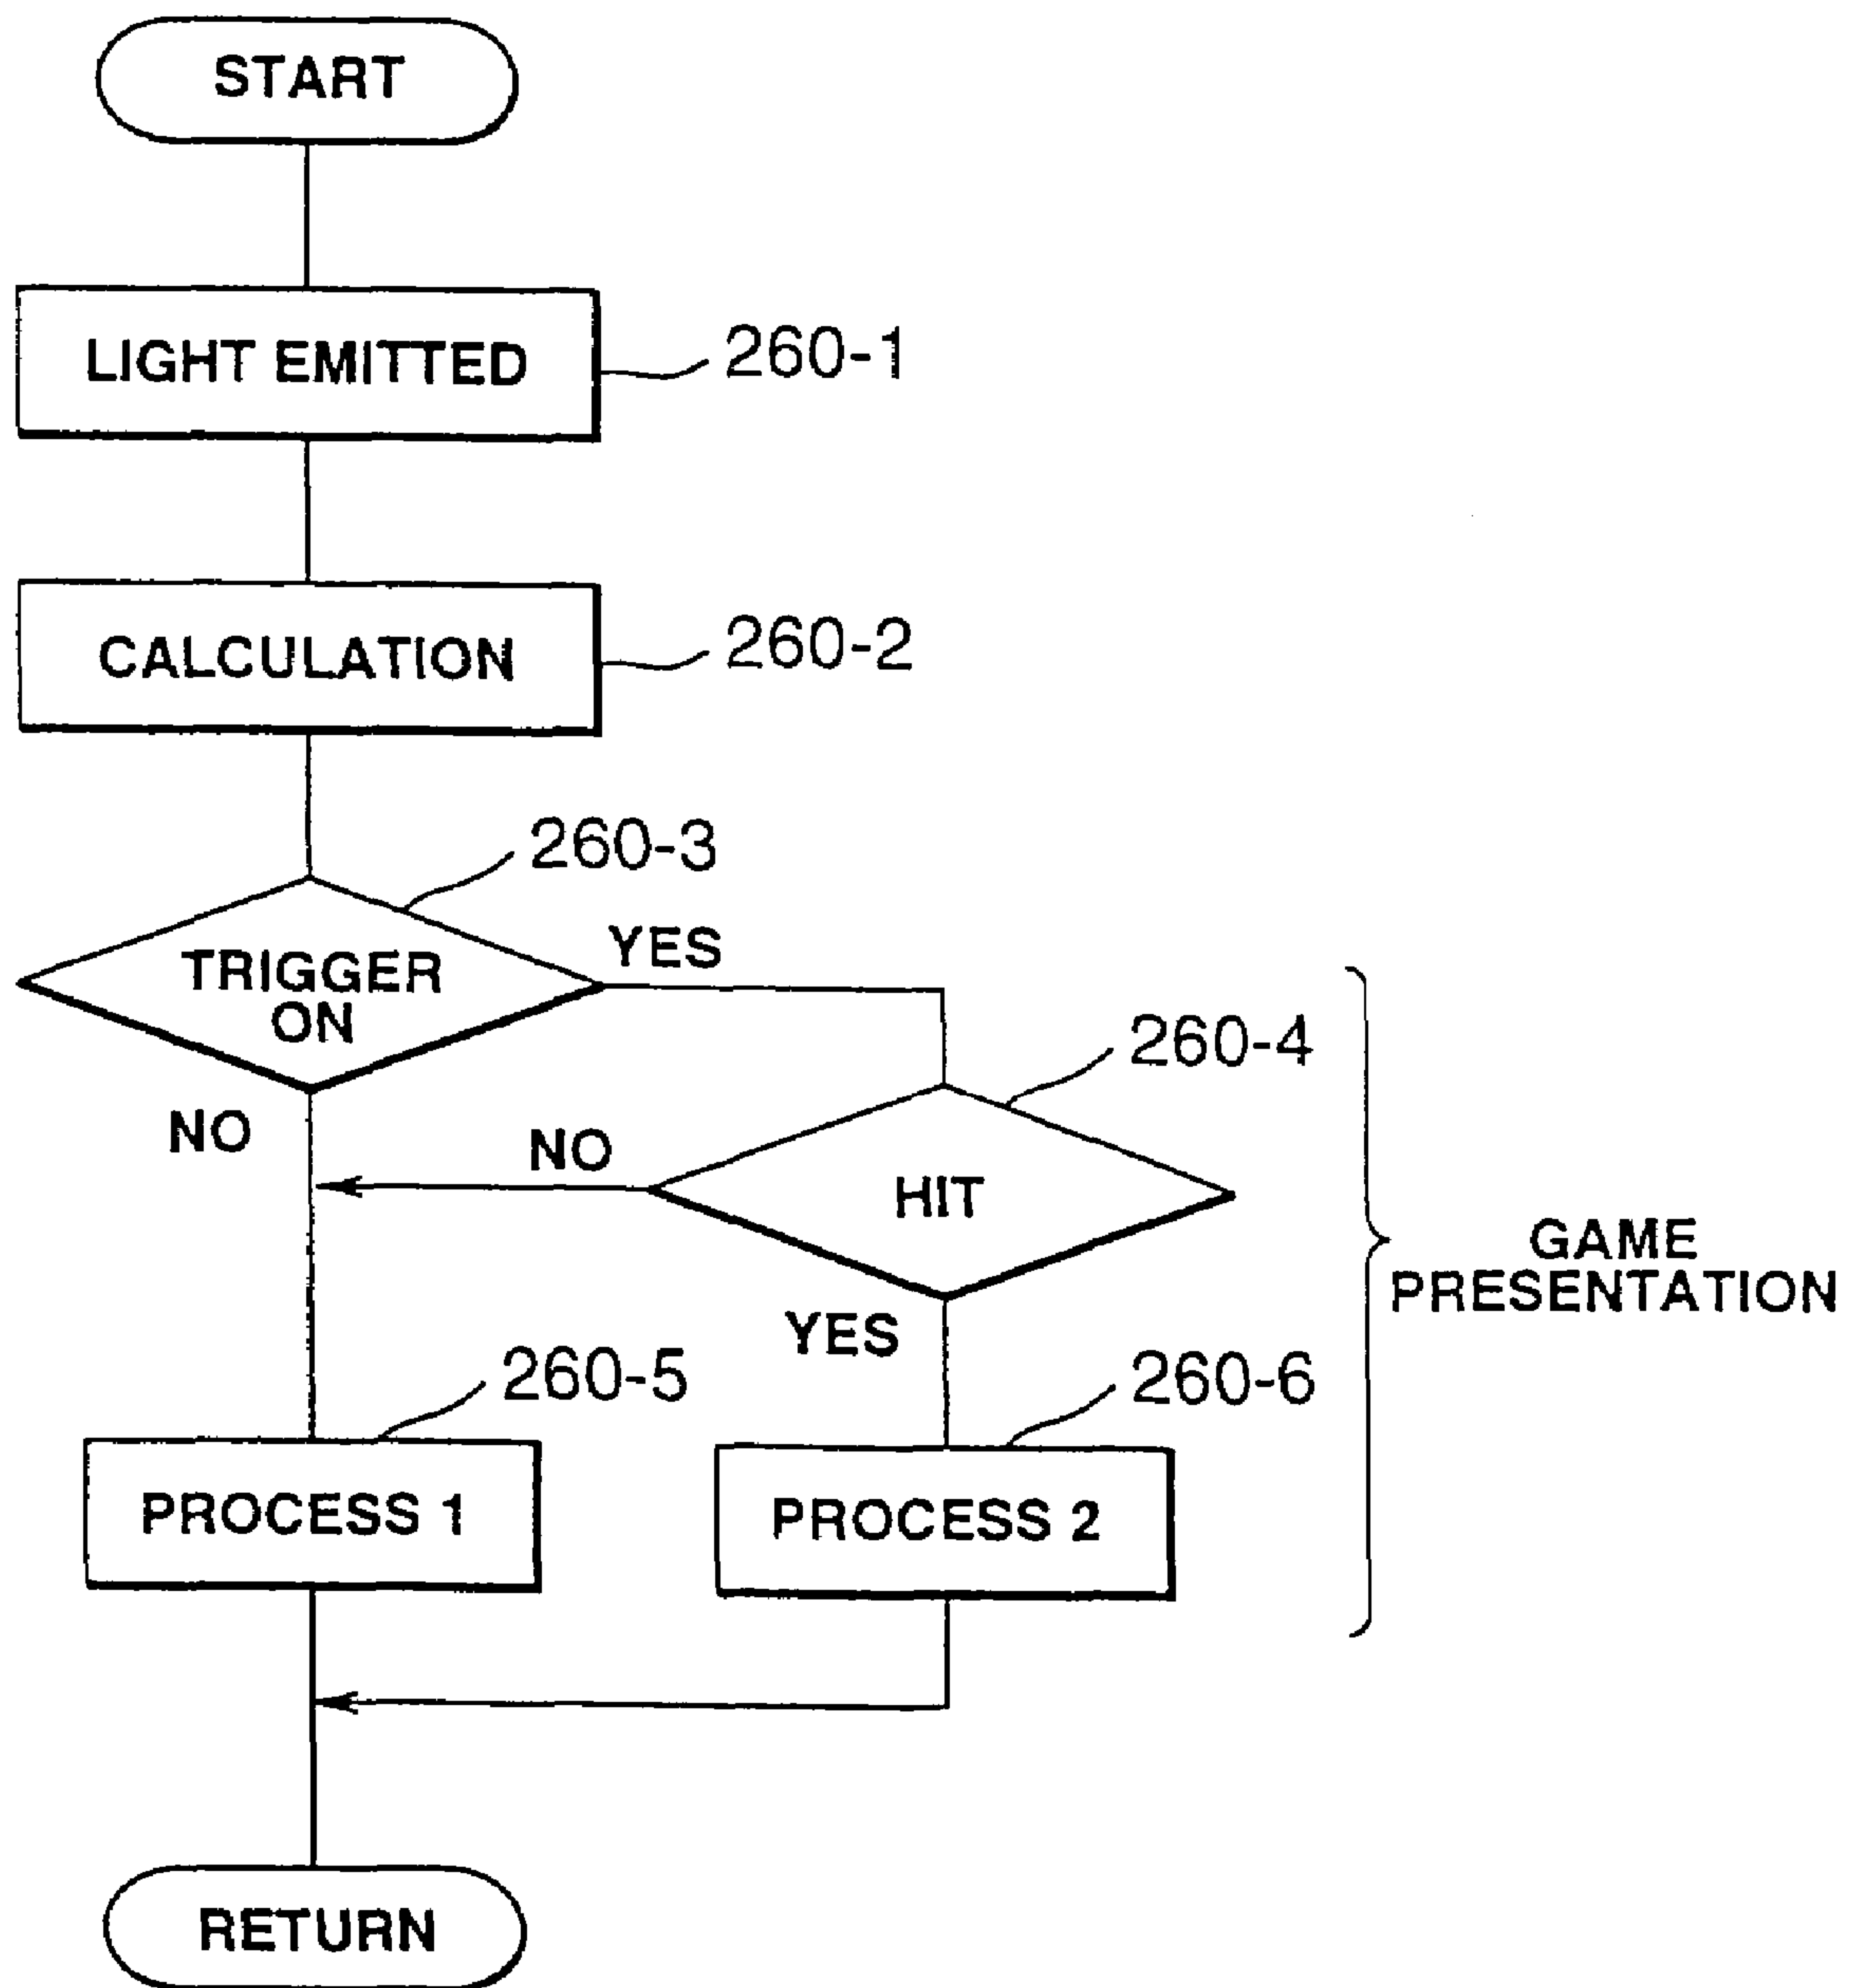 START
LIGHT EMITTED
260-1
CALCULATION
260-2
260-3
TRIGGER
ON
YES
260-4
NO
NO
HIT
GAME
PRESENTATION
YES
260-5
260-6
PROCESS 1
PROCESS 2
RETURN